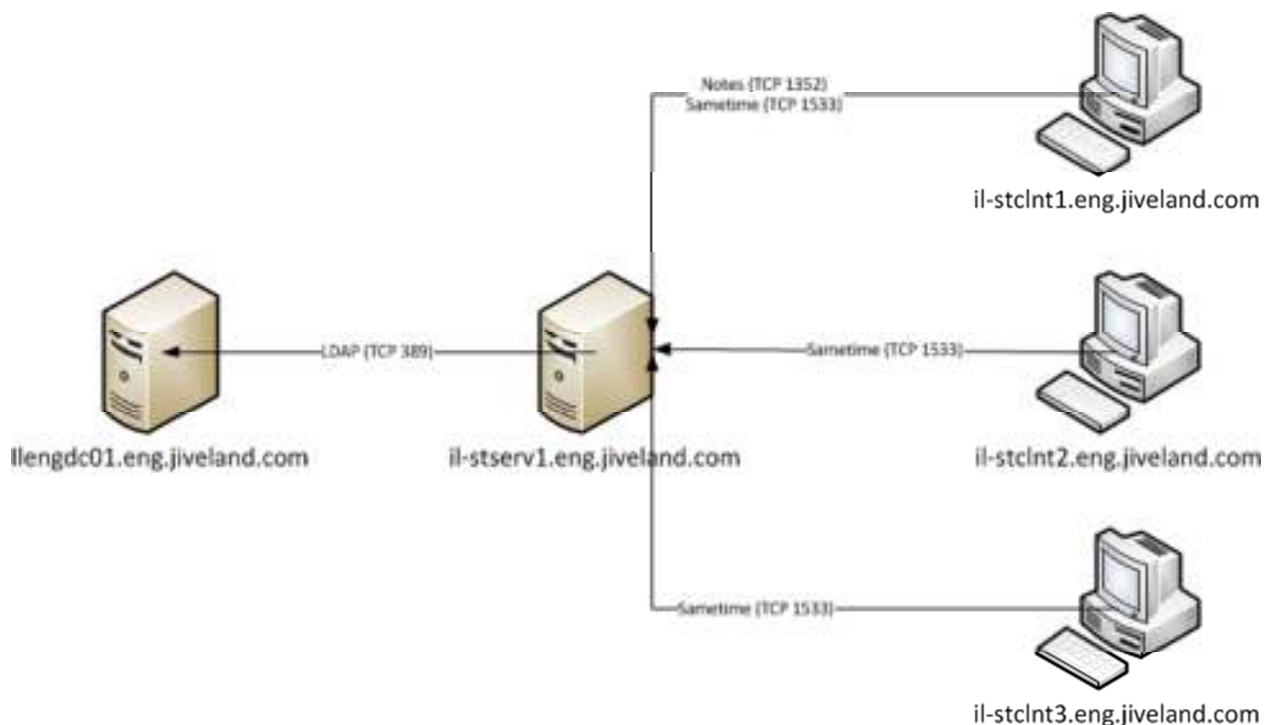 Notes (TCP 1352)
Sametime (TCP 1533)
il-stclnt1.eng.jiveland.com
LDAP (TCP 389)
Sametime (TCP 1533)
Ilengdc01.eng.jiveland.com
il-stserv1.eng.jiveland.com
il-stclnt2.eng.jiveland.com
Sametime (TCP 1533)
il-stclnt3.eng.jiveland.com